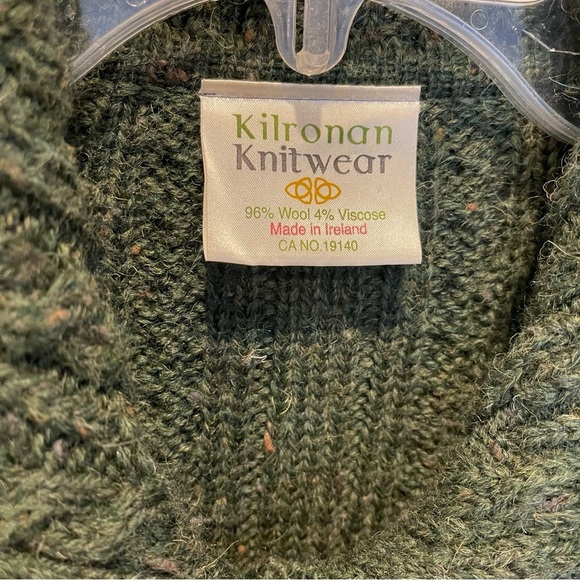 Kilronan
Knitwear
96% Wool 4% Viscose
Made in Ireland
CA NO.19140